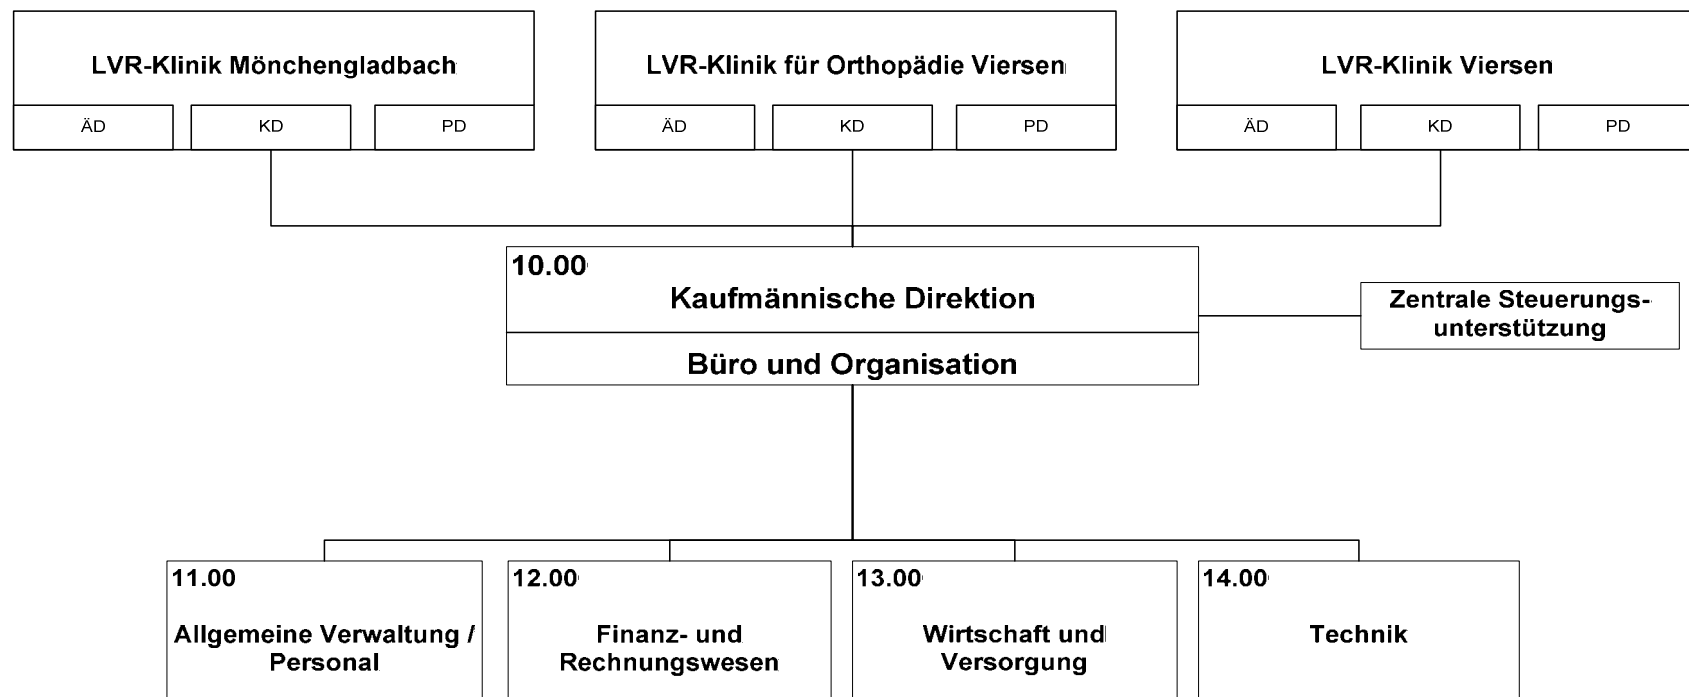 LVR-Klinik Mönchengladbach
ÄD KD PD
LVR-Klinik für Orthopädie Viersen
ÄD KD PD
LVR-Klinik Viersen
ÄD KD PD
10.00
Kaufmännische Direktion
Büro und Organisation
Zentrale Steuerungs-
unterstützung
11.00
Allgemeine Verwaltung /
Personal
12.00
Finanz- und
Rechnungswesen
13.00
Wirtschaft und
Versorgung
14.00
Technik